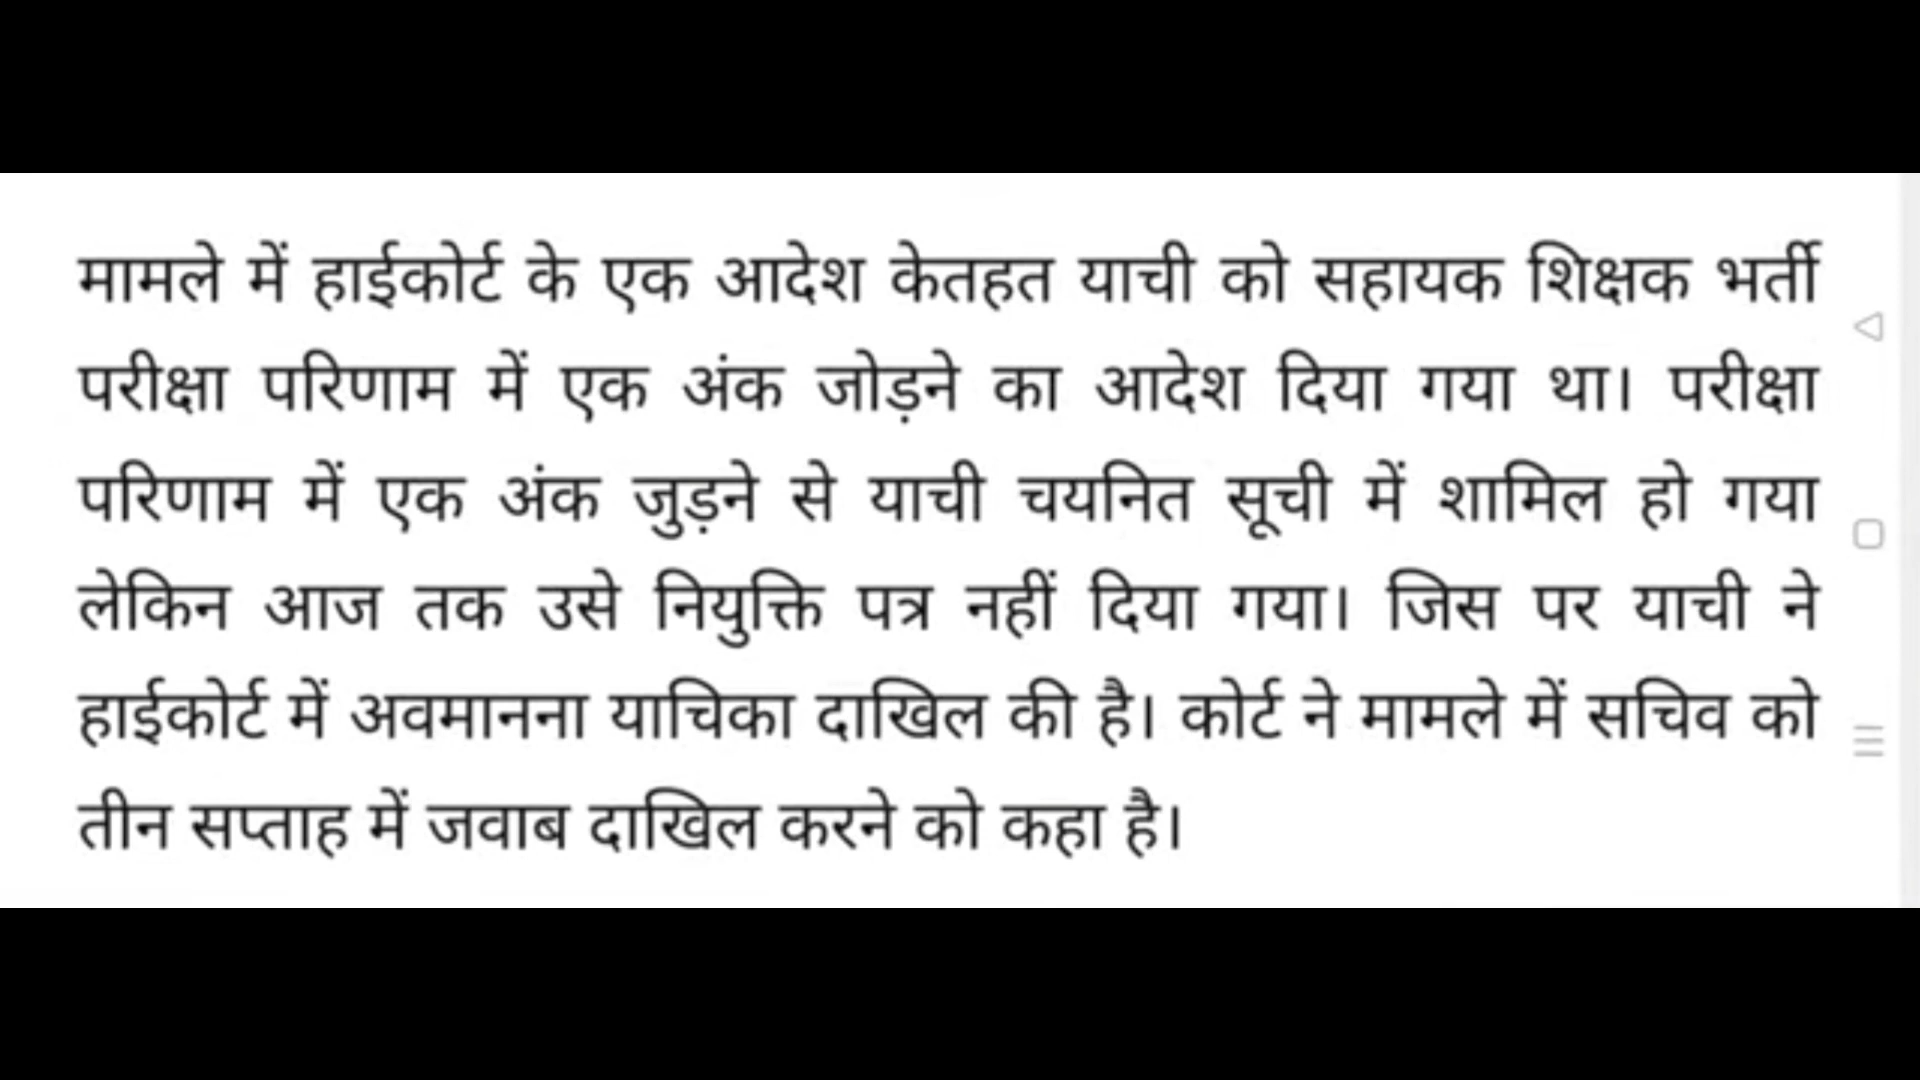 मामले में हाईकोर्ट के एक आदेश केतहत याची को सहायक शिक्षक भर्ती
परीक्षा परिणाम में एक अंक जोड़ने का आदेश दिया गया था। परीक्षा
परिणाम में एक अंक जुड़ने से याची चयनित सूची में शामिल हो गया
लेकिन आज तक उसे नियुक्ति पत्र नहीं दिया गया। जिस पर याची ने
हाईकोर्ट में अवमानना याचिका दाखिल की है। कोर्ट ने मामले में सचिव को
तीन सप्ताह में जवाब दाखिल करने को कहा है।